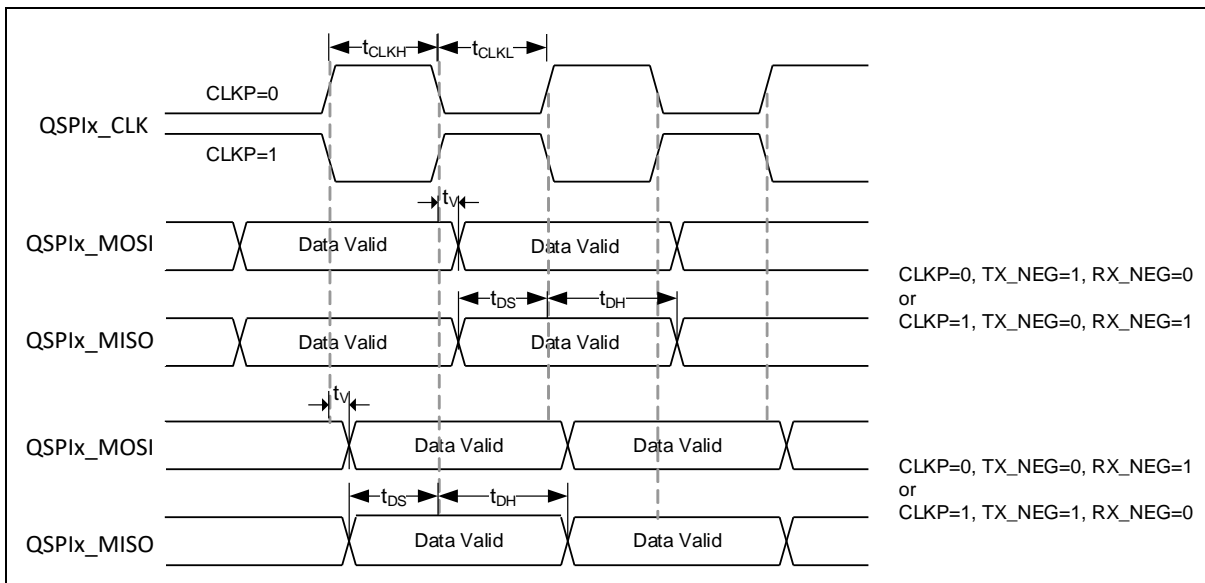 tCLKH tCLKL
CLKP=0
QSPIx_CLK
CLKP=1
tV
QSPIx_MOSI Data Valid Data Valid
CLKP=0, TX_NEG=1, RX_NEG=0
or
CLKP=1, TX_NEG=0, RX_NEG=1
tDS tDH
QSPIx_MISO Data Valid Data Valid
tV
QSPIx_MOSI Data Valid Data Valid
CLKP=0, TX_NEG=0, RX_NEG=1
or
CLKP=1, TX_NEG=1, RX_NEG=0
tDS tDH
QSPIx_MISO Data Valid Data Valid